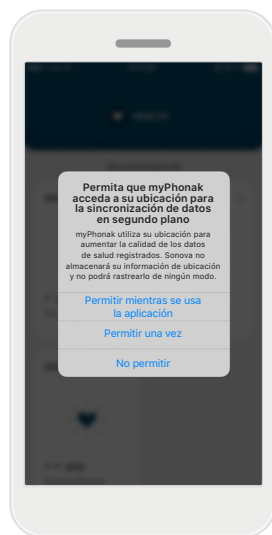 HEALTH
Permita que myPhonak
acceda a su ubicación para
la sincronización de datos
en segundo plano
myPhonak utiliza su ubicación para
aumentar la calidad de los datos
de salud registrados. Sonova no
almacenará su información de ubicación
y no podrá rastrearlo de ningún modo.
Permitir mientras se usa
la aplicación
Permitir una vez
No permitir